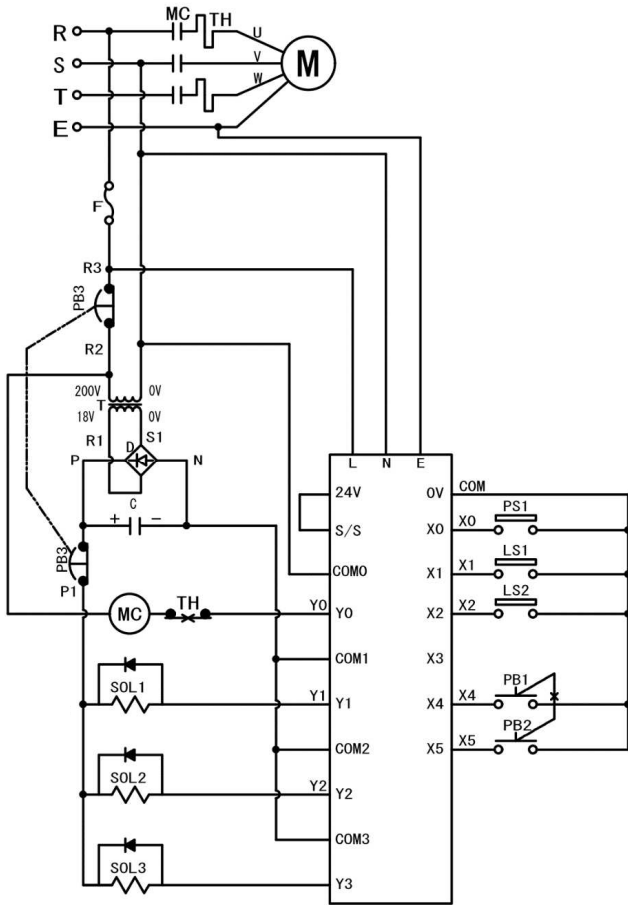 R
MC
TH
U
S
V
M
T
W
E
F
R3
PB3
R2
200V
0V
T
18V
0V
R1
D
S1
P
N
L
N
E
C
+
−
24V
0V
COM
S/S
X0
X0
PS1
PB3
P1
COM0
X1
X1
LS1
MC
TH
Y0
Y0
X2
X2
LS2
COM1
X3
SOL1
Y1
Y1
X4
X4
PB1
COM2
X5
X5
PB2
SOL2
Y2
Y2
COM3
SOL3
Y3